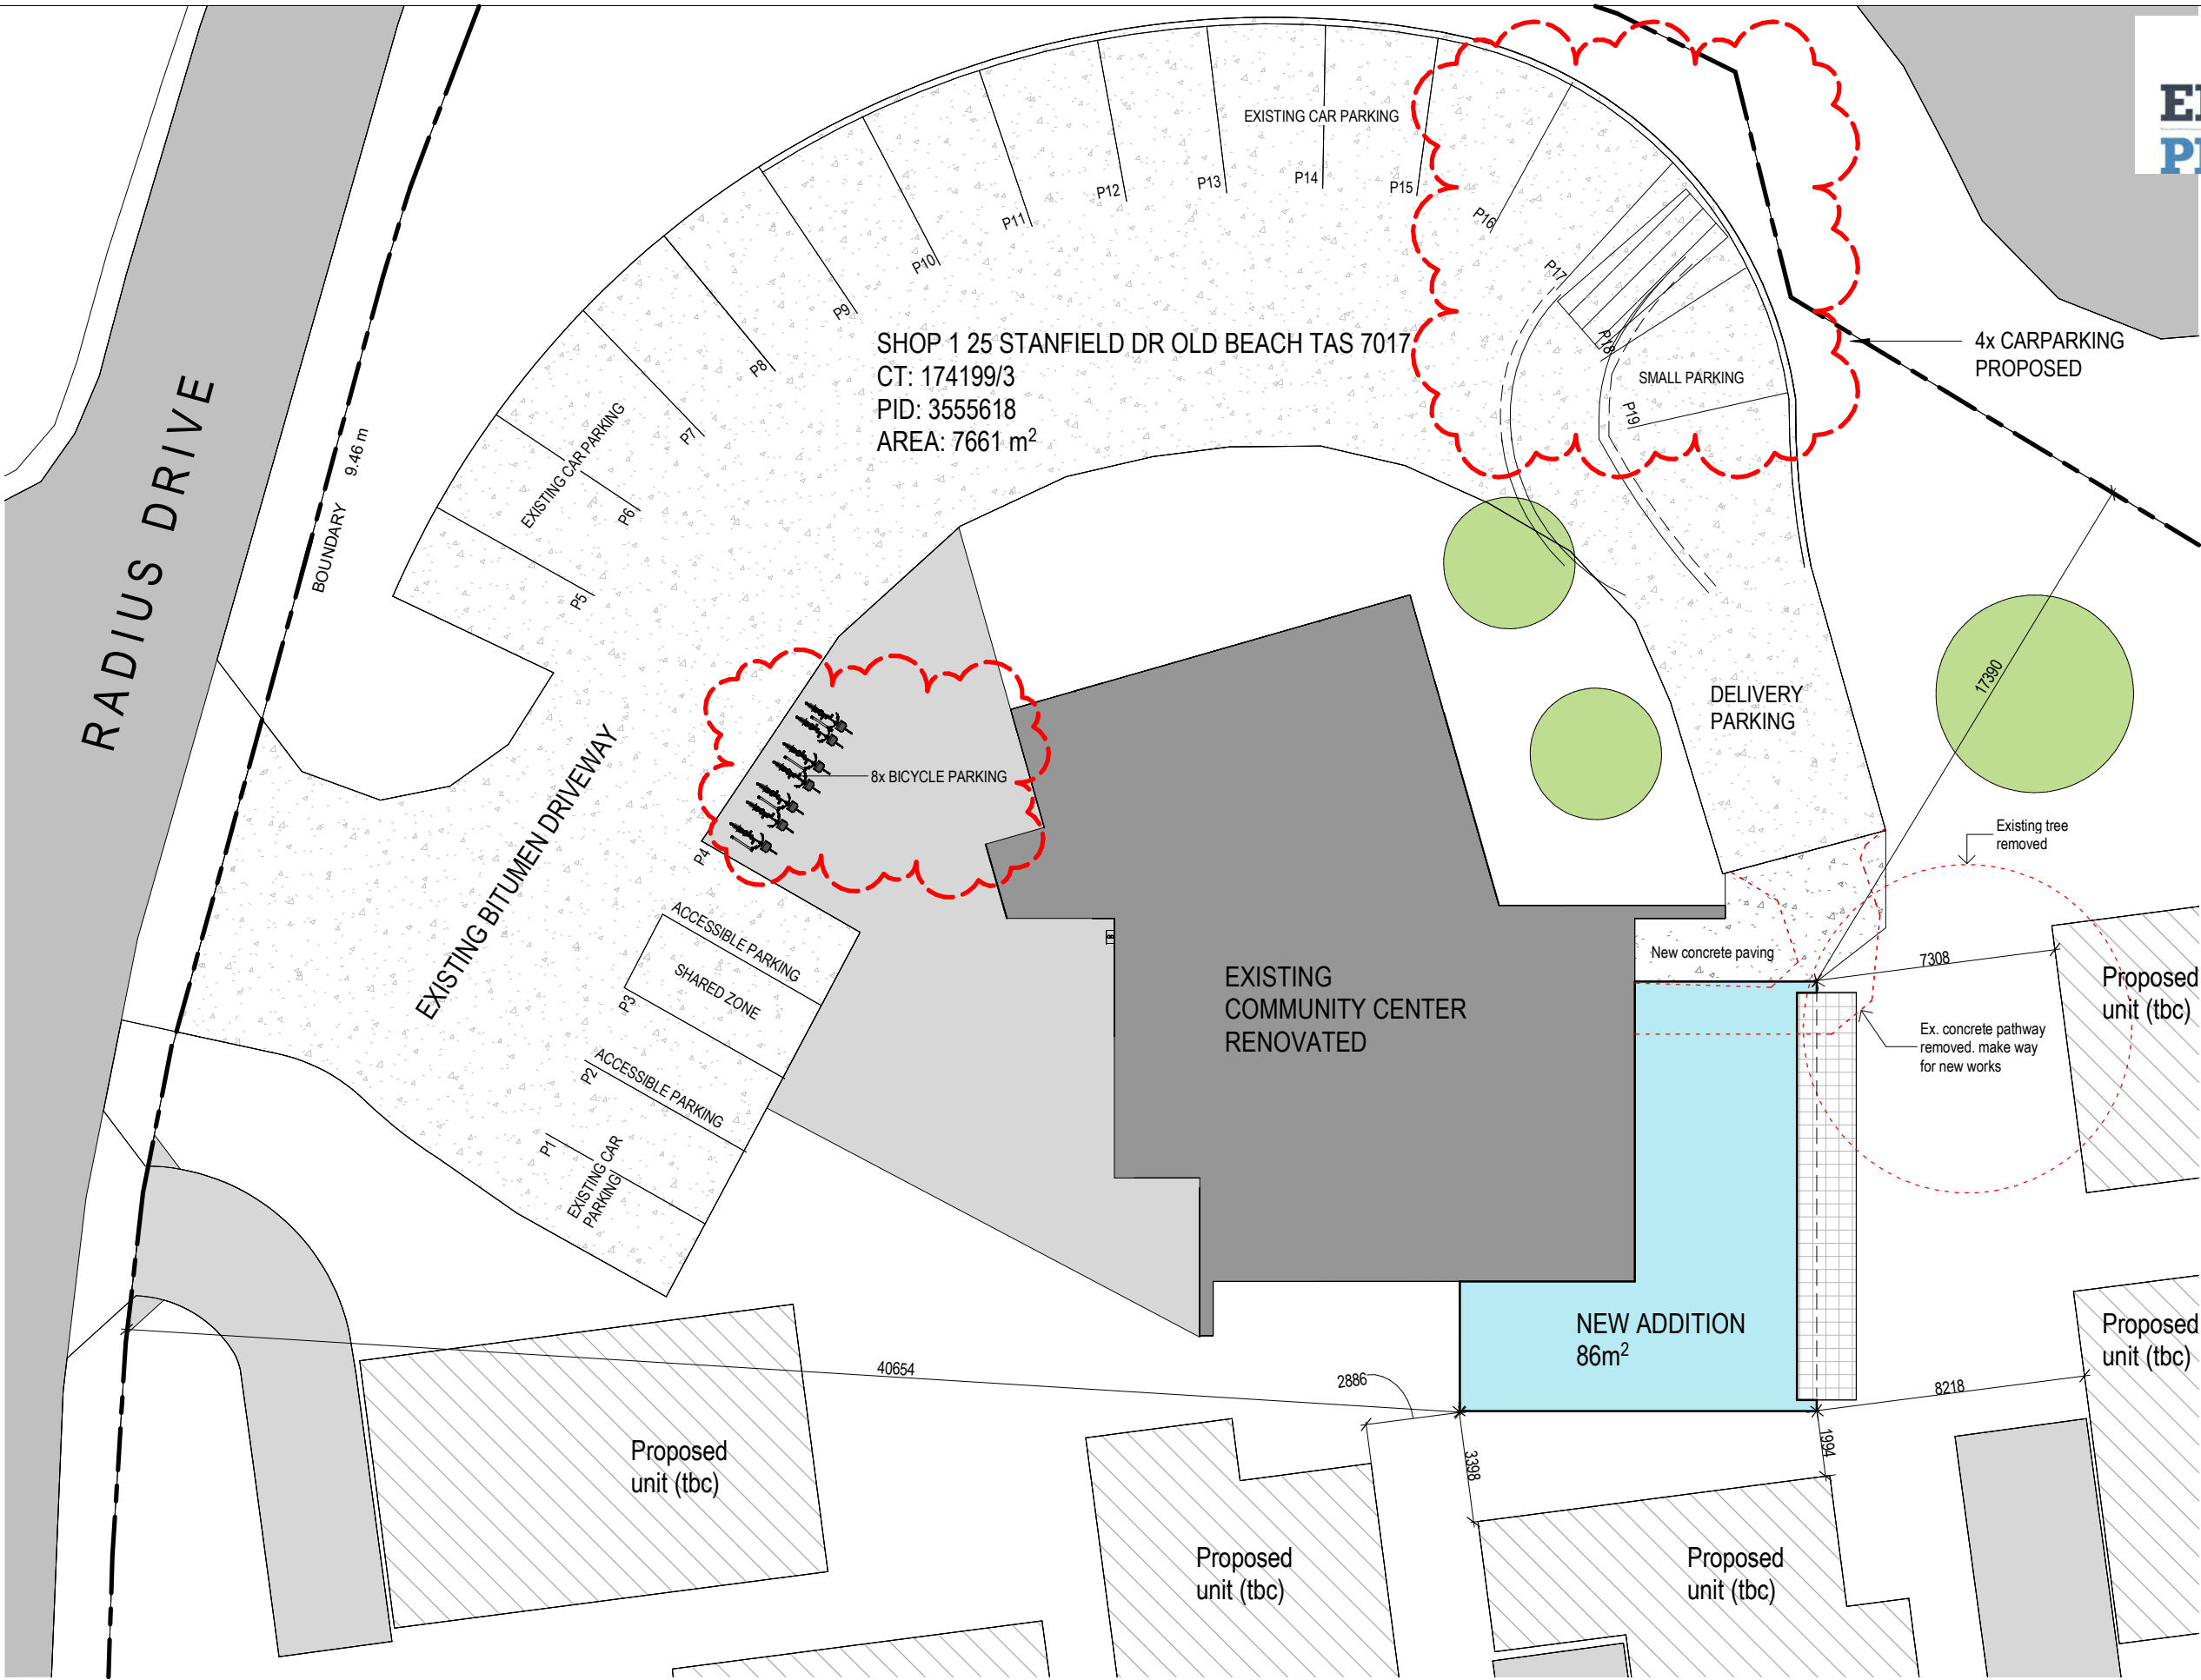 RADIUS DRIVE
BOUNDARY 9.46 m
EXISTING CAR PARKING
P15
P14
P13
P12
P11
P10
P9
P8
P7
P6
P5
EXISTING CAR PARKING
P16
P17
P18
SMALL PARKING
P19
4x CARPARKING
PROPOSED
SHOP 1 25 STANFIELD DR OLD BEACH TAS 7017
CT: 174199/3
PID: 3555618
AREA: 7661 m²
17390
DELIVERY
PARKING
EXISTING BITUMEN DRIVEWAY
8x BICYCLE PARKING
P4
ACCESSIBLE PARKING
SHARED ZONE
P3
ACCESSIBLE PARKING
P2
P1
EXISTING CAR
PARKING
Existing tree
removed
New concrete paving
7308
Proposed
unit (tbc)
Ex. concrete pathway
removed. make way
for new works
EXISTING
COMMUNITY CENTER
RENOVATED
NEW ADDITION
86m²
Proposed
unit (tbc)
40654
2886
8218
3398
1994
Proposed
unit (tbc)
Proposed
unit (tbc)
Proposed
unit (tbc)